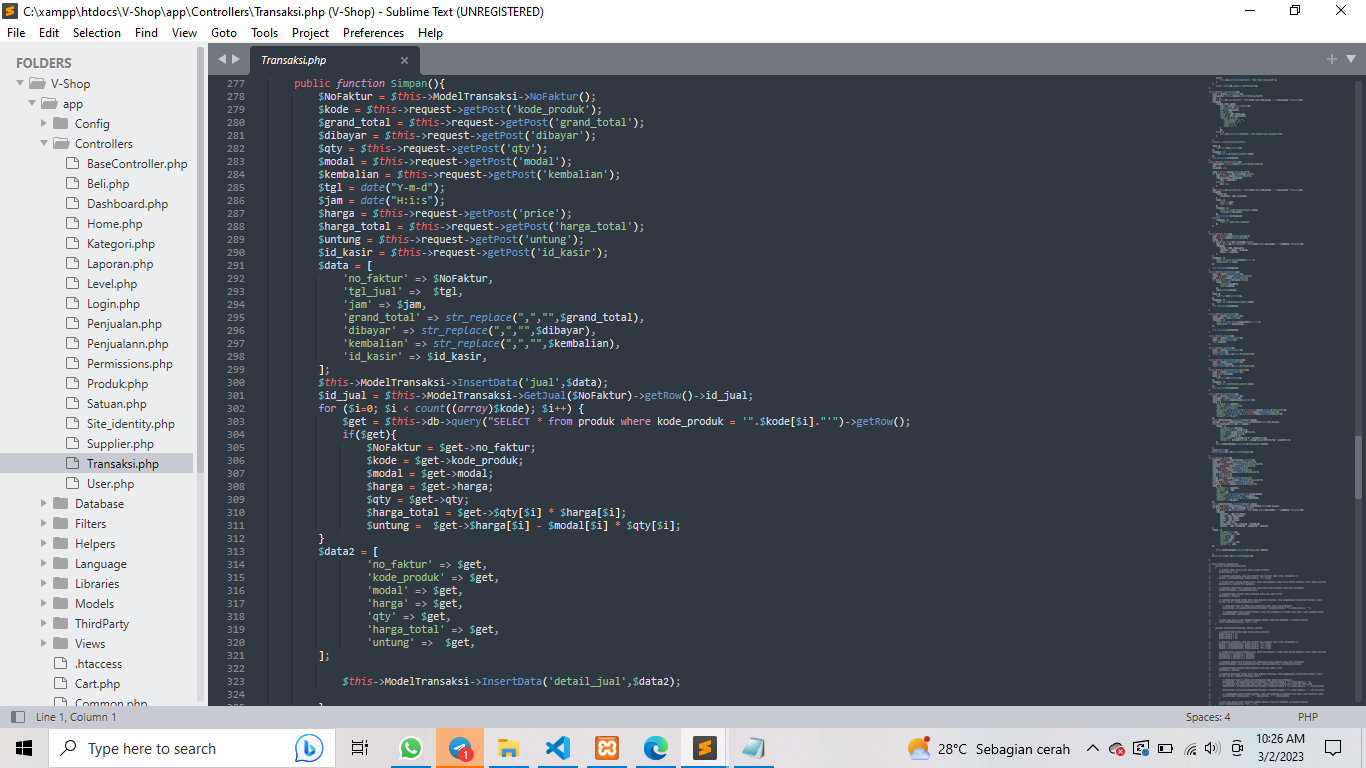 C:\xampp\htdocs\V-Shop\app\Controllers\Transaksi.php (V-Shop) - Sublime Text (UNREGISTERED)
File Edit Selection Find View Goto Tools Project Preferences Help
FOLDERS
V-Shop
app
Config
Controllers
BaseController.php
Beli.php
Dashboard.php
Home.php
Kategori.php
Laporan.php
Level.php
Login.php
Penjualan.php
Penjualann.php
Permissions.php
Produk.php
Satuan.php
Site_identity.php
Supplier.php
Transaksi.php
User.php
Database
Filters
Helpers
Language
Libraries
Models
ThirdParty
Views
.htaccess
Cart.php
Common.php
Transaksi.php
277 public function Simpan(){
278 $NoFaktur = $this->ModelTransaksi->NoFaktur();
279 $kode = $this->request->getPost('kode_produk');
280 $grand_total = $this->request->getPost('grand_total');
281 $dibayar = $this->request->getPost('dibayar');
282 $qty = $this->request->getPost('qty');
283 $modal = $this->request->getPost('modal');
284 $kembalian = $this->request->getPost('kembalian');
285 $tgl = date("Y-m-d");
286 $jam = date("H:i:s");
287 $harga = $this->request->getPost('price');
288 $harga_total = $this->request->getPost('harga_total');
289 $untung = $this->request->getPost('untung');
290 $id_kasir = $this->request->getPost('id_kasir');
291 $data = [
292 'no_faktur' => $NoFaktur,
293 'tgl_jual' =>  $tgl,
294 'jam' => $jam,
295 'grand_total' => str_replace(",","",$grand_total),
296 'dibayar' => str_replace(",","",$dibayar),
297 'kembalian' => str_replace(",","",$kembalian),
298 'id_kasir' => $id_kasir,
299 ];
300 $this->ModelTransaksi->InsertData('jual',$data);
301 $id_jual = $this->ModelTransaksi->GetJual($NoFaktur)->getRow()->id_jual;
302 for ($i=0; $i < count((array)$kode); $i++) {
303 $get = $this->db->query("SELECT * from produk where kode_produk = '".$kode[$i]."'")->getRow();
304 if($get){
305 $NoFaktur = $get->no_faktur;
306 $kode = $get->kode_produk;
307 $modal = $get->modal;
308 $harga = $get->harga;
309 $qty = $get->qty;
310 $harga_total = $get->$qty[$i] * $harga[$i];
311 $untung =  $get->$harga[$i] - $modal[$i] * $qty[$i];
312 }
313 $data2 = [
314 'no_faktur' => $get,
315 'kode_produk' => $get,
316 'modal' => $get,
317 'harga' => $get,
318 'qty' => $get,
319 'harga_total' => $get,
320 'untung' =>  $get,
321 ];
322
323 $this->ModelTransaksi->InsertData('detail_jual',$data2);
324
325 }
Line 1, Column 1
Spaces: 4
PHP
Type here to search
1
28°C Sebagian cerah
10:26 AM
3/2/2023